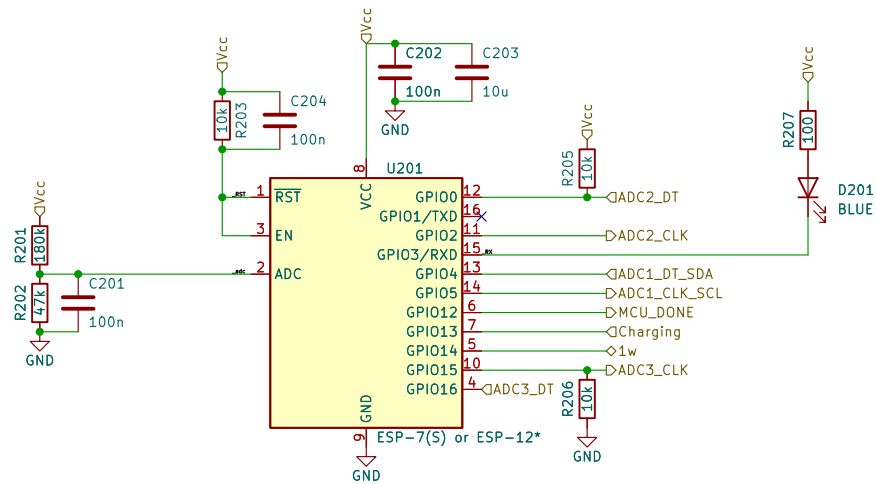 Vcc
C202
100n
C203
10u
GND
Vcc
R203
10k
C204
100n
Vcc
R205
10k
Vcc
R207
100
D201
BLUE
Vcc
R201
180k
R202
47k
C201
100n
GND
U201
8
VCC
_RST 1 RST
3 EN
_adc 2 ADC
GPIO0 12 ADC2_DT
GPIO1/TXD 16
GPIO2 11 ADC2_CLK
GPIO3/RXD 15 _RX
GPIO4 13 ADC1_DT_SDA
GPIO5 14 ADC1_CLK_SCL
GPIO12 6 MCU_DONE
GPIO13 7 Charging
GPIO14 5 1w
GPIO15 10 ADC3_CLK
GPIO16 4 ADC3_DT
R206
10k
GND
GND
9
ESP-7(S) or ESP-12*
GND